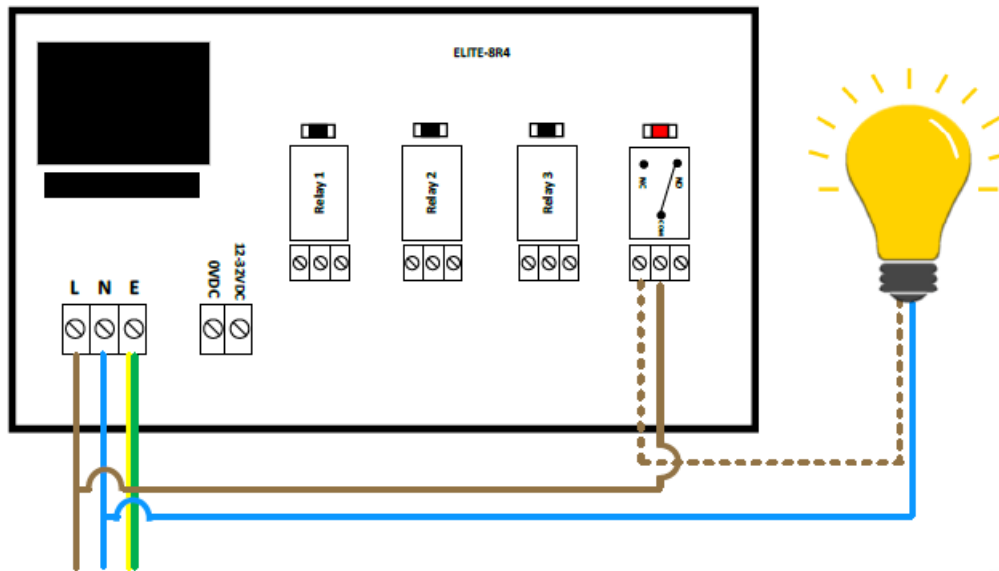 ELITE-8R4
Relay 1
Relay 2
Relay 3
NC
NO
COM
L N E
0VDC
12-32VDC